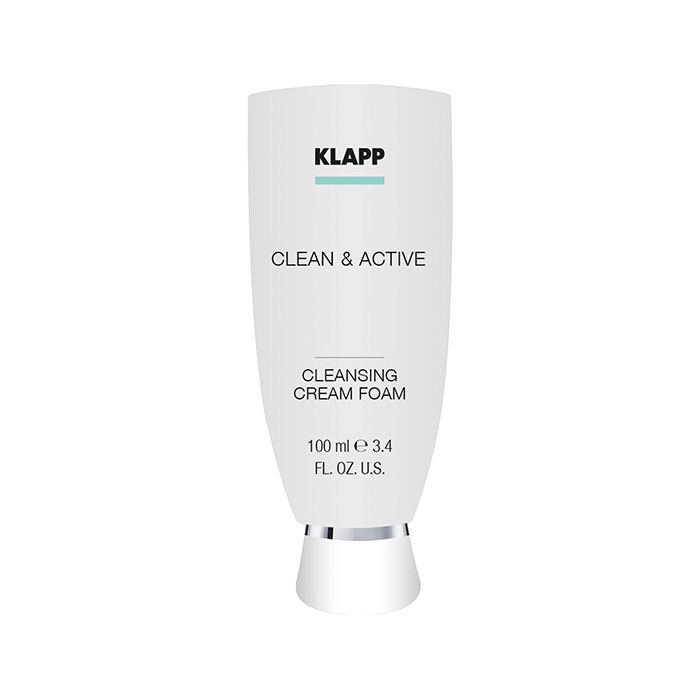 KLAPP
CLEAN & ACTIVE
CLEANSING
CREAM FOAM
100 ml ℮ 3.4
FL. OZ. U.S.